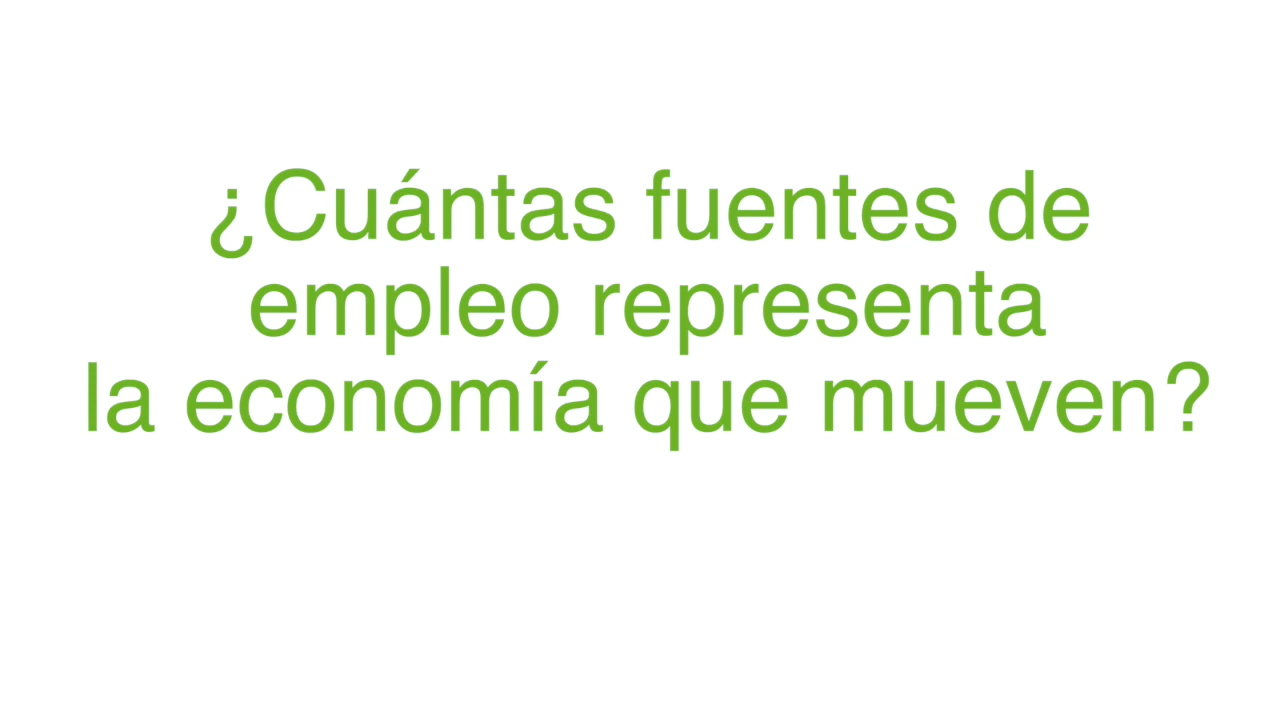 ¿Cuántas fuentes de
empleo representa
la economía que mueven?